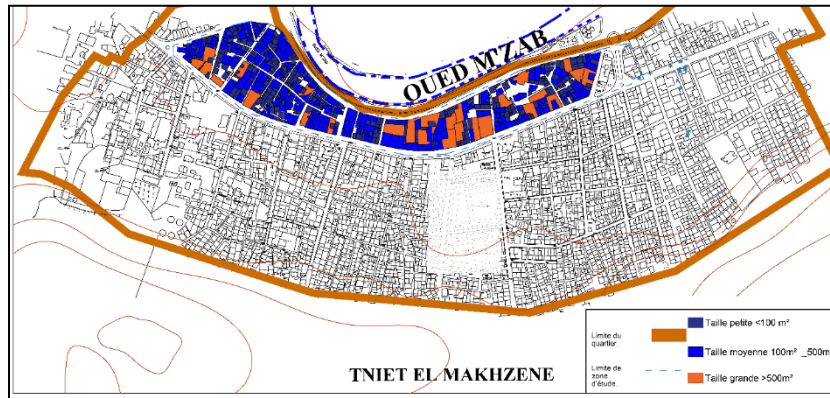 OUED M'ZAB
TNIET EL MAKHZENE
Limite du
quartier.
Limite de
zone
d'étude.
Taille petite <100 m²
Taille moyenne 100m² _500m
Taille grande >500m²